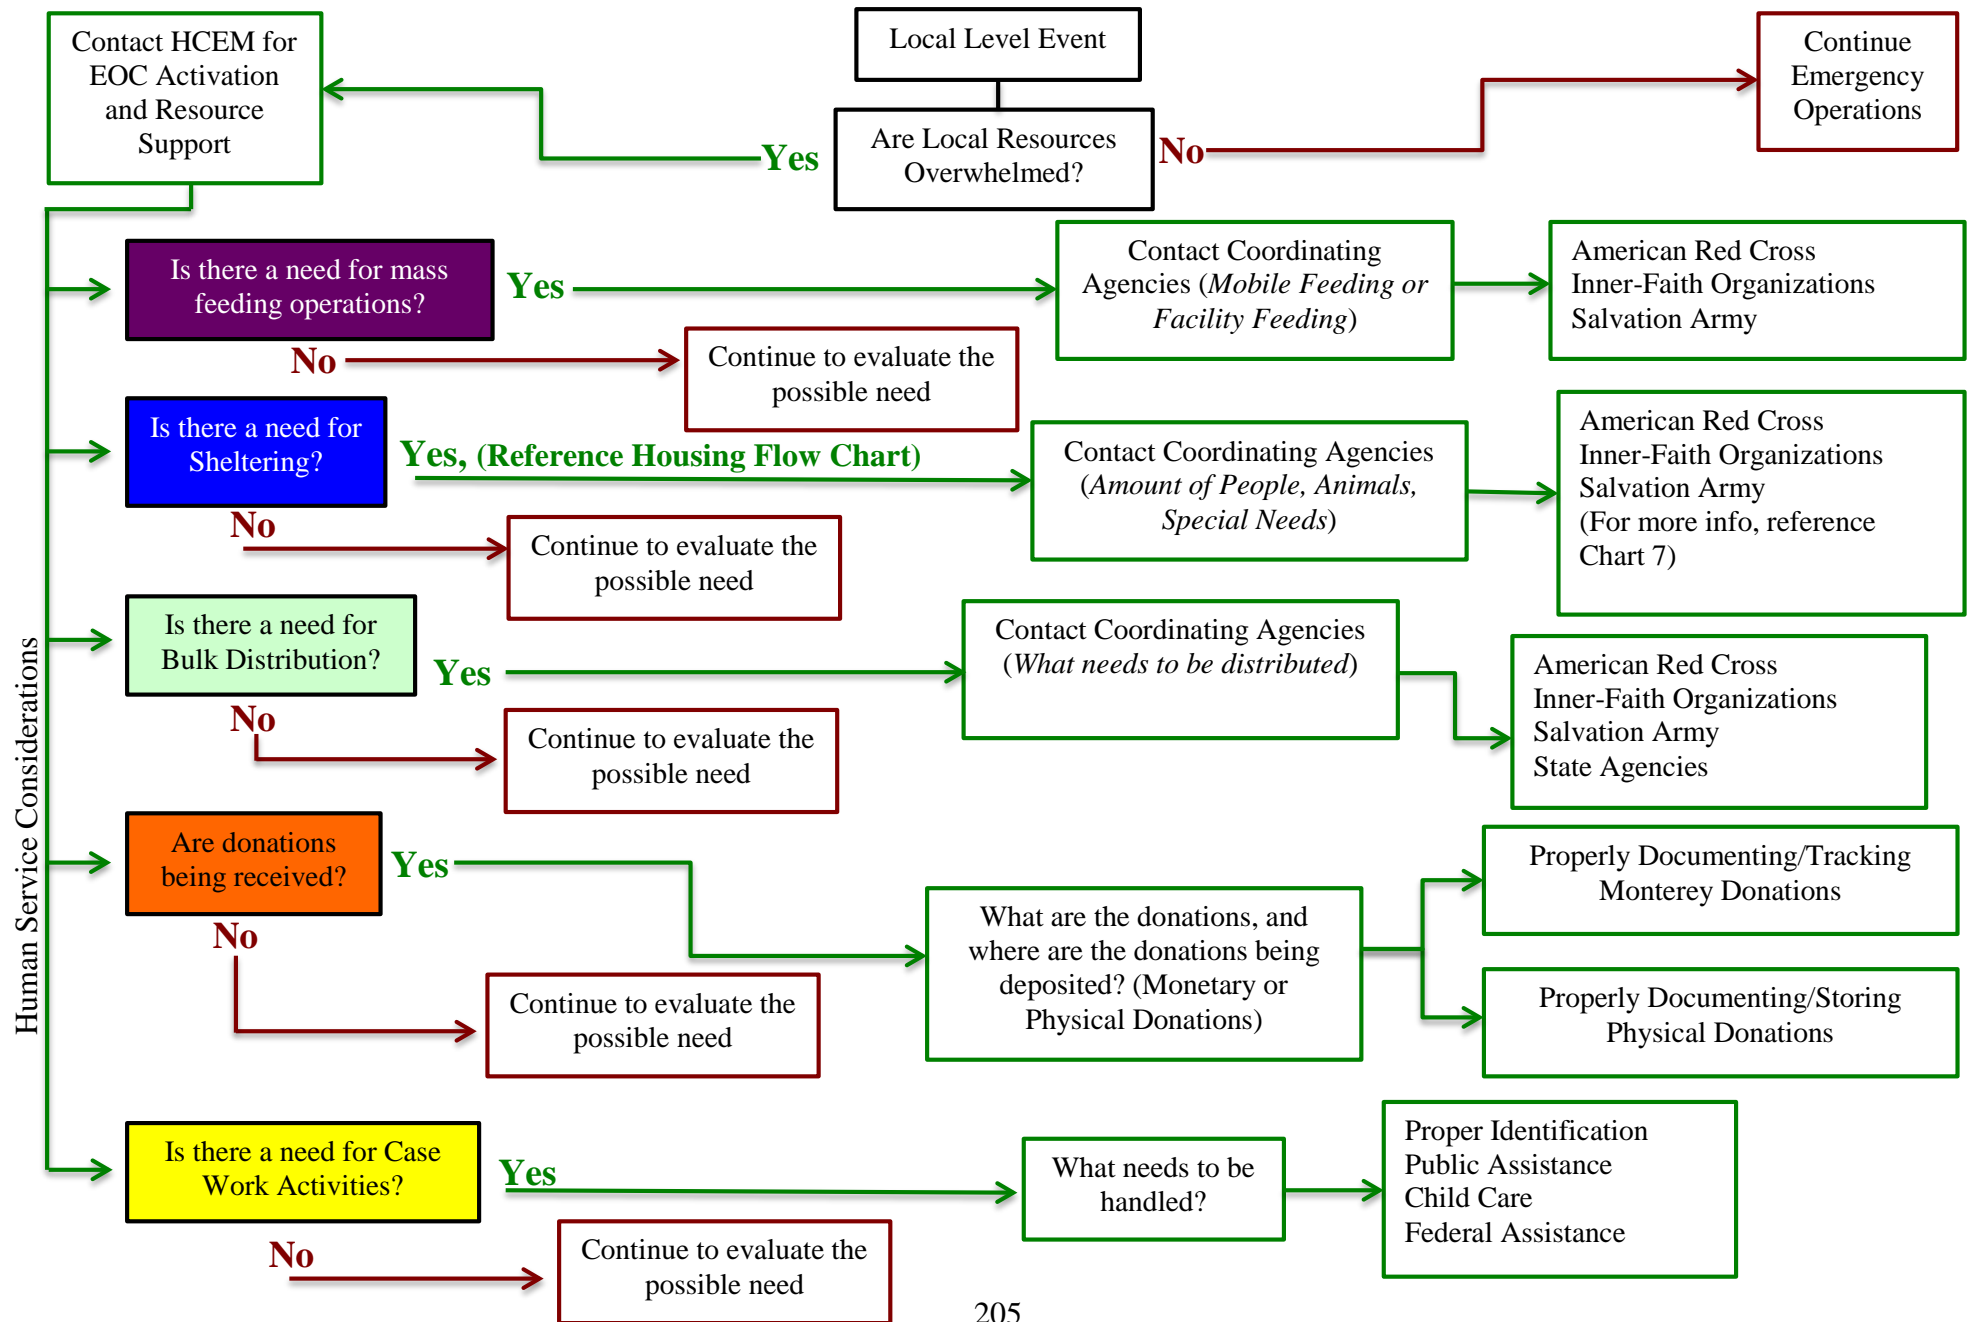 Contact HCEM for
EOC Activation
and Resource
Support
Local Level Event
Are Local Resources
Overwhelmed?
Yes
No
Continue
Emergency
Operations
Human Service Considerations
Is there a need for mass
feeding operations?
Yes
Contact Coordinating
Agencies (Mobile Feeding or
Facility Feeding)
American Red Cross
Inner-Faith Organizations
Salvation Army
No
Continue to evaluate the
possible need
Is there a need for
Sheltering?
Yes, (Reference Housing Flow Chart)
Contact Coordinating Agencies
(Amount of People, Animals,
Special Needs)
American Red Cross
Inner-Faith Organizations
Salvation Army
(For more info, reference
Chart 7)
No
Continue to evaluate the
possible need
Is there a need for
Bulk Distribution?
Yes
Contact Coordinating Agencies
(What needs to be distributed)
American Red Cross
Inner-Faith Organizations
Salvation Army
State Agencies
No
Continue to evaluate the
possible need
Are donations
being received?
Yes
What are the donations, and
where are the donations being
deposited? (Monetary or
Physical Donations)
Properly Documenting/Tracking
Monterey Donations
Properly Documenting/Storing
Physical Donations
No
Continue to evaluate the
possible need
Is there a need for Case
Work Activities?
Yes
What needs to be
handled?
Proper Identification
Public Assistance
Child Care
Federal Assistance
No
Continue to evaluate the
possible need
205